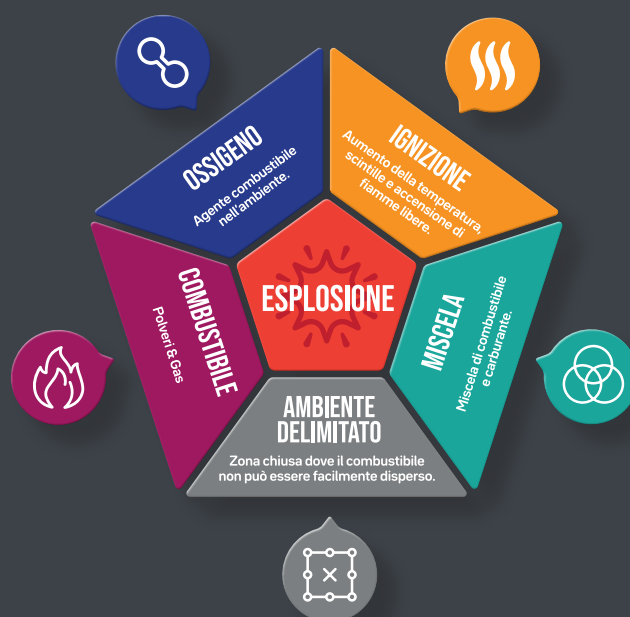 OSSIGENO
Agente combustibile
nell'ambiente.
IGNIZIONE
Aumento della temperatura,
scintille e accensione di
fiamme libere.
COMBUSTIBILE
Polveri & Gas
ESPLOSIONE
MISCELA
Miscela di combustibile
e carburante.
AMBIENTE
DELIMITATO
Zona chiusa dove il combustibile
non può essere facilmente disperso.